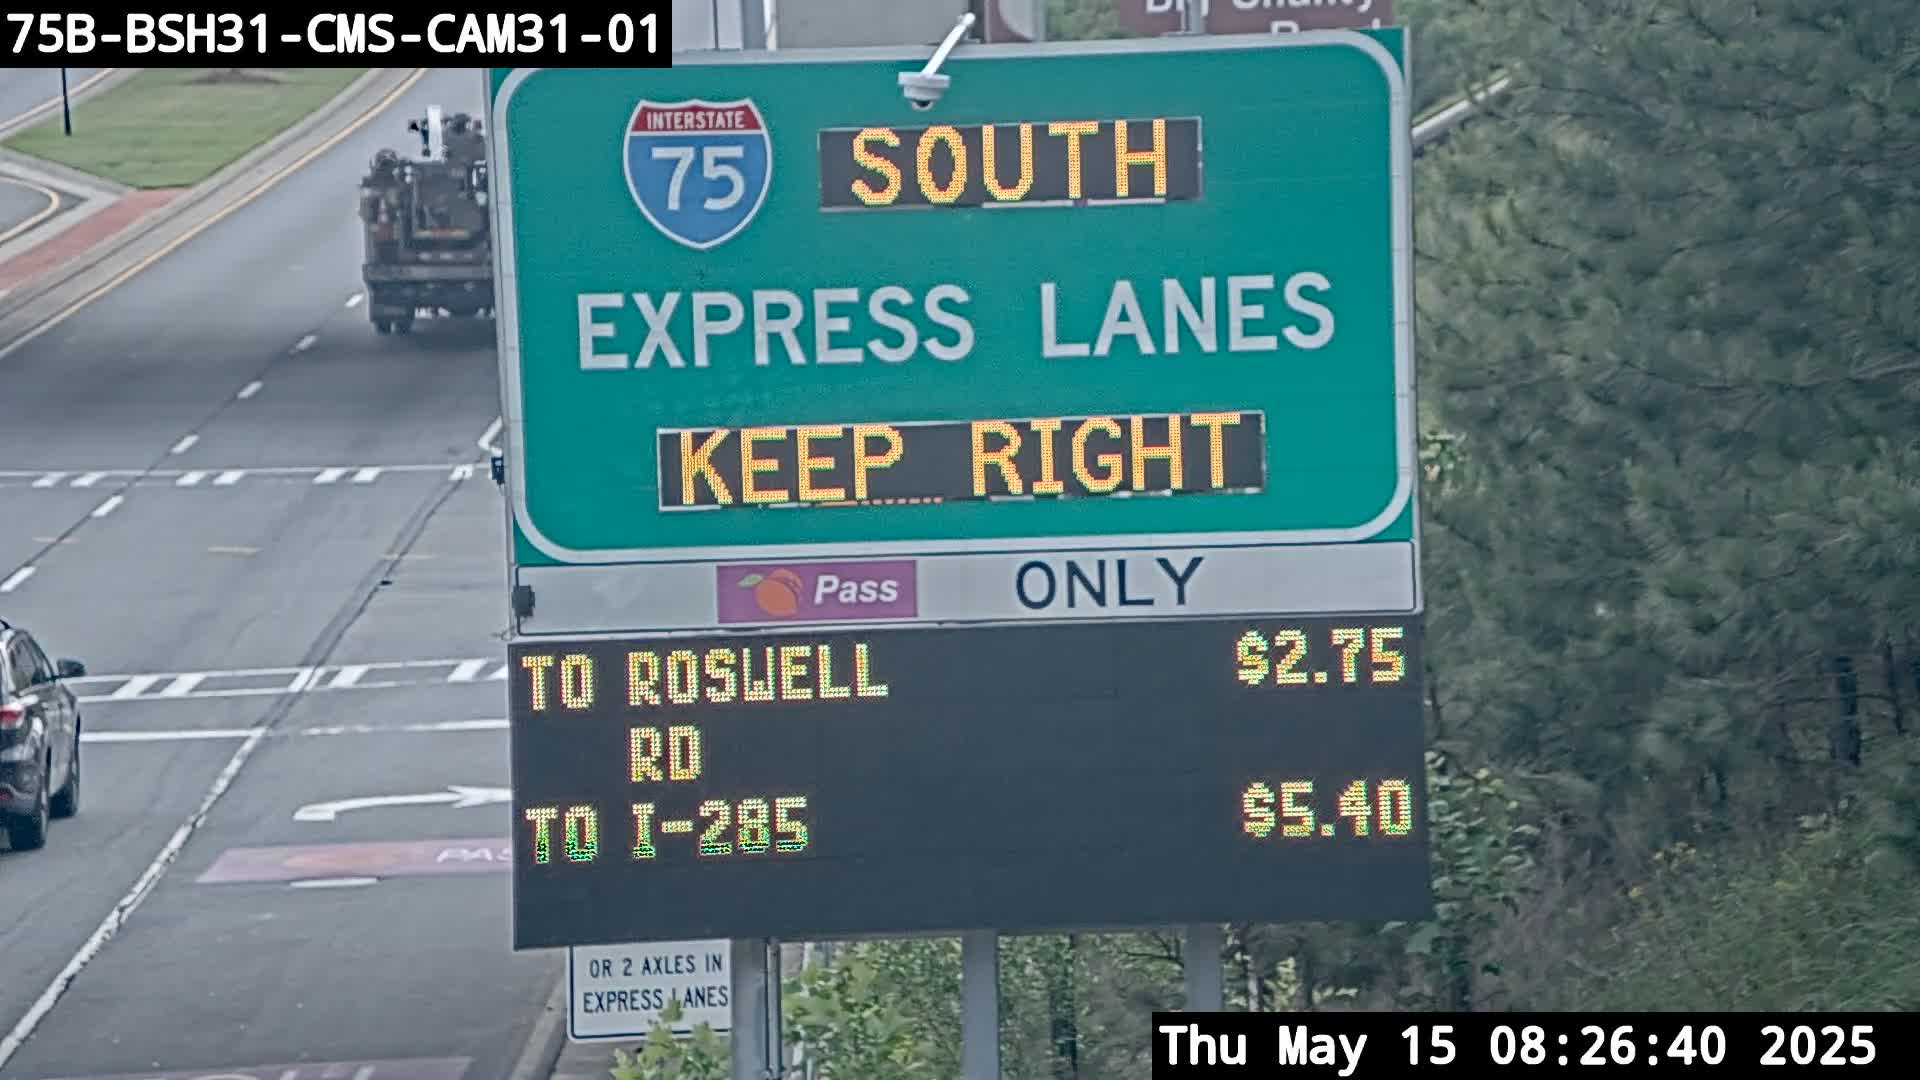 75B-BSH31-CMS-CAM31-01
INTERSTATE
75
SOUTH
EXPRESS LANES
KEEP RIGHT
Pass ONLY
TO ROSWELL $2.75
RD
TO I-285 $5.40
OR 2 AXLES IN
EXPRESS LANES
Thu May 15 08:26:40 2025